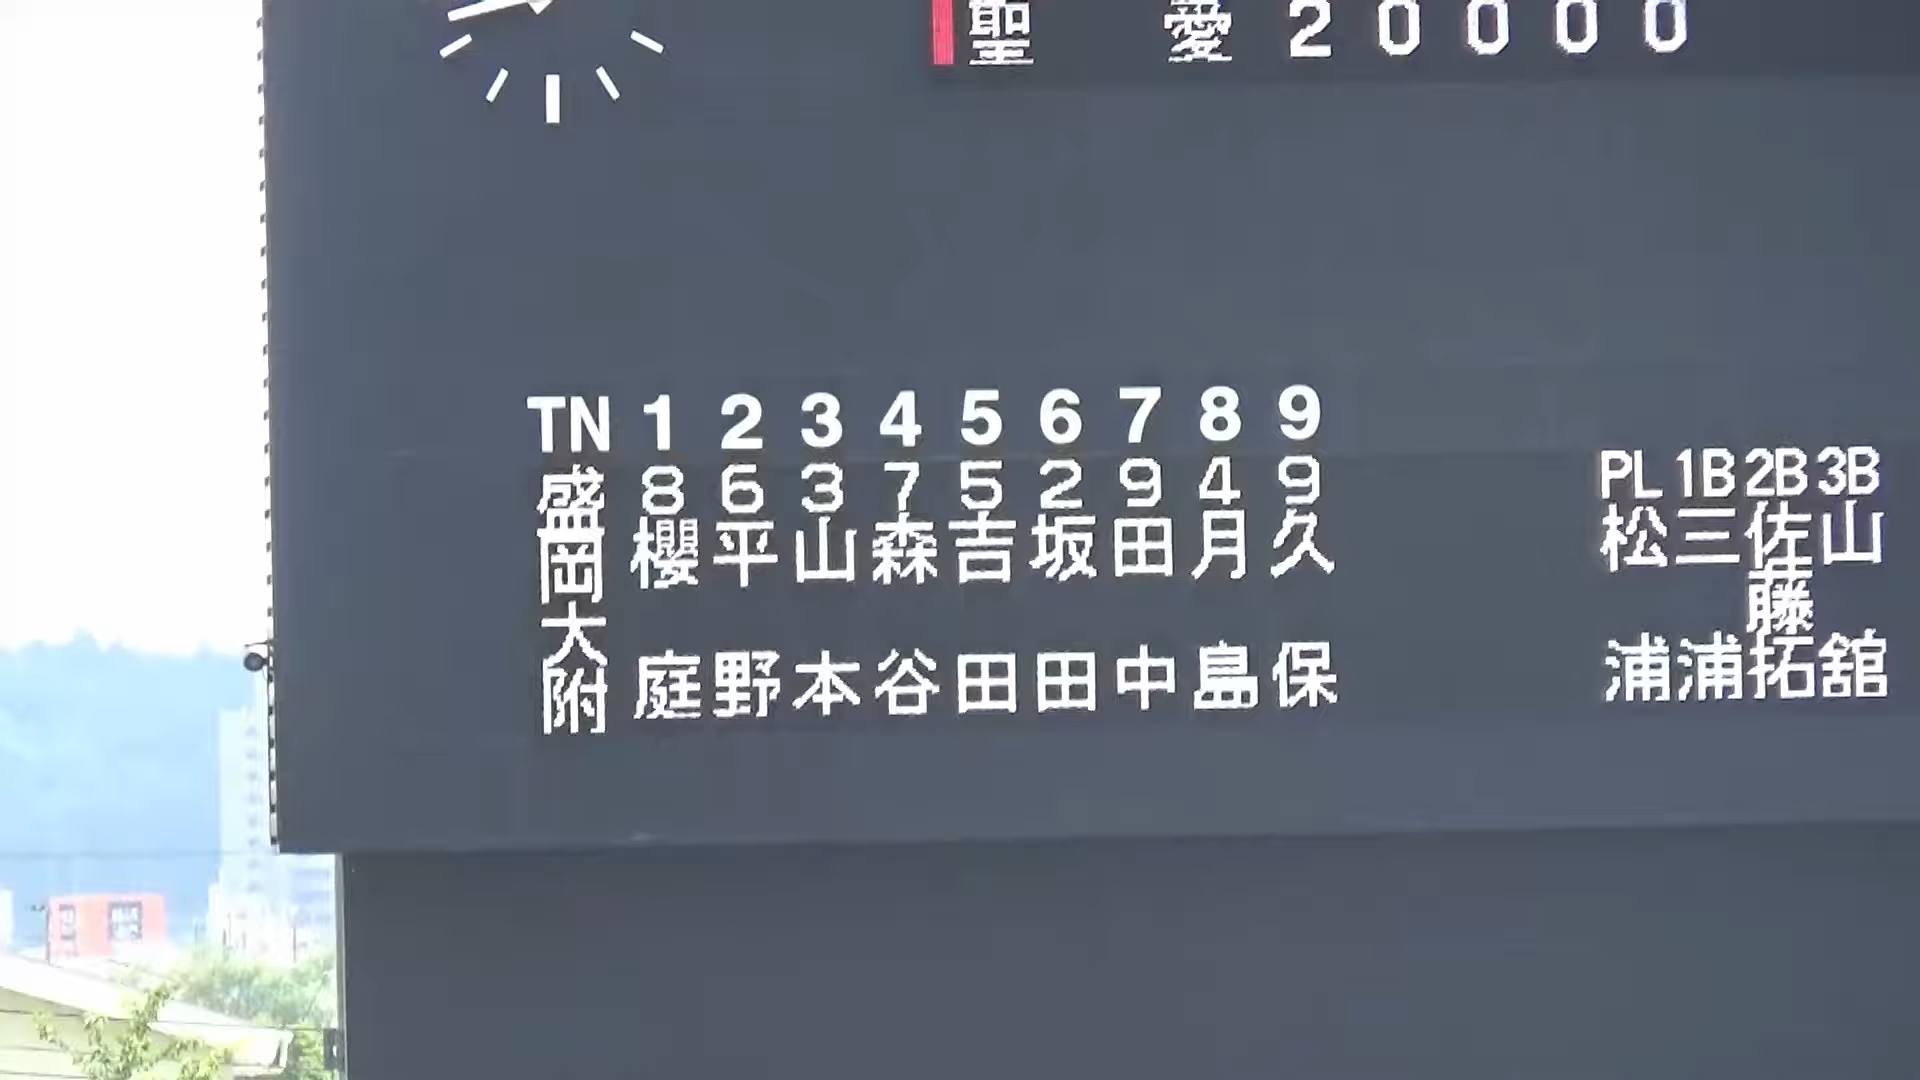 聖愛 2 0 0 0 0
TN 1 2 3 4 5 6 7 8 9
盛岡大附
8 6 3 7 5 2 9 4 9
櫻庭
平野
山本
森谷
吉田
坂田
田中
月島
久保
PL 1B 2B 3B
松浦
三浦
佐藤拓
山舘